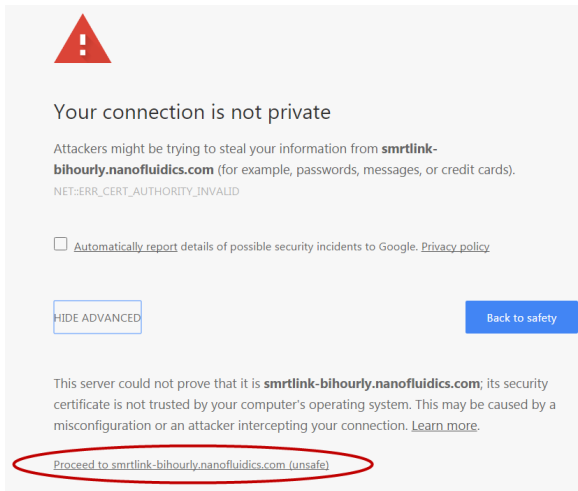 Your connection is not private
Attackers might be trying to steal your information from smrtlink-
bihourly.nanofluidics.com (for example, passwords, messages, or credit cards).
NET::ERR_CERT_AUTHORITY_INVALID
Automatically report details of possible security incidents to Google. Privacy policy
HIDE ADVANCED
Back to safety
This server could not prove that it is smrtlink-bihourly.nanofluidics.com; its security
certificate is not trusted by your computer's operating system. This may be caused by a
misconfiguration or an attacker intercepting your connection. Learn more.
Proceed to smrtlink-bihourly.nanofluidics.com (unsafe)